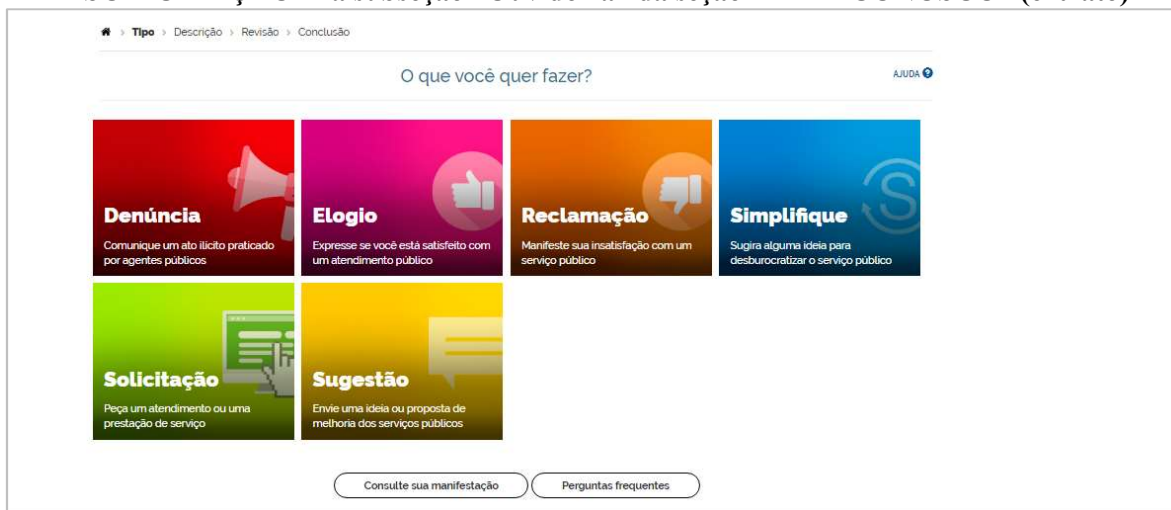 Tipo > Descrição > Revisão > Conclusão
O que você quer fazer?
AJUDA
Denúncia
Comunique um ato ilícito praticado
por agentes públicos
Elogio
Expresse se você está satisfeito com
um atendimento público
Reclamação
Manifeste sua insatisfação com um
serviço público
Simplifique
Sugira alguma ideia para
desburocratizar o serviço público
Solicitação
Peça um atendimento ou uma
prestação de serviço
Sugestão
Envie uma ideia ou proposta de
melhoria dos serviços públicos
Consulte sua manifestação
Perguntas frequentes